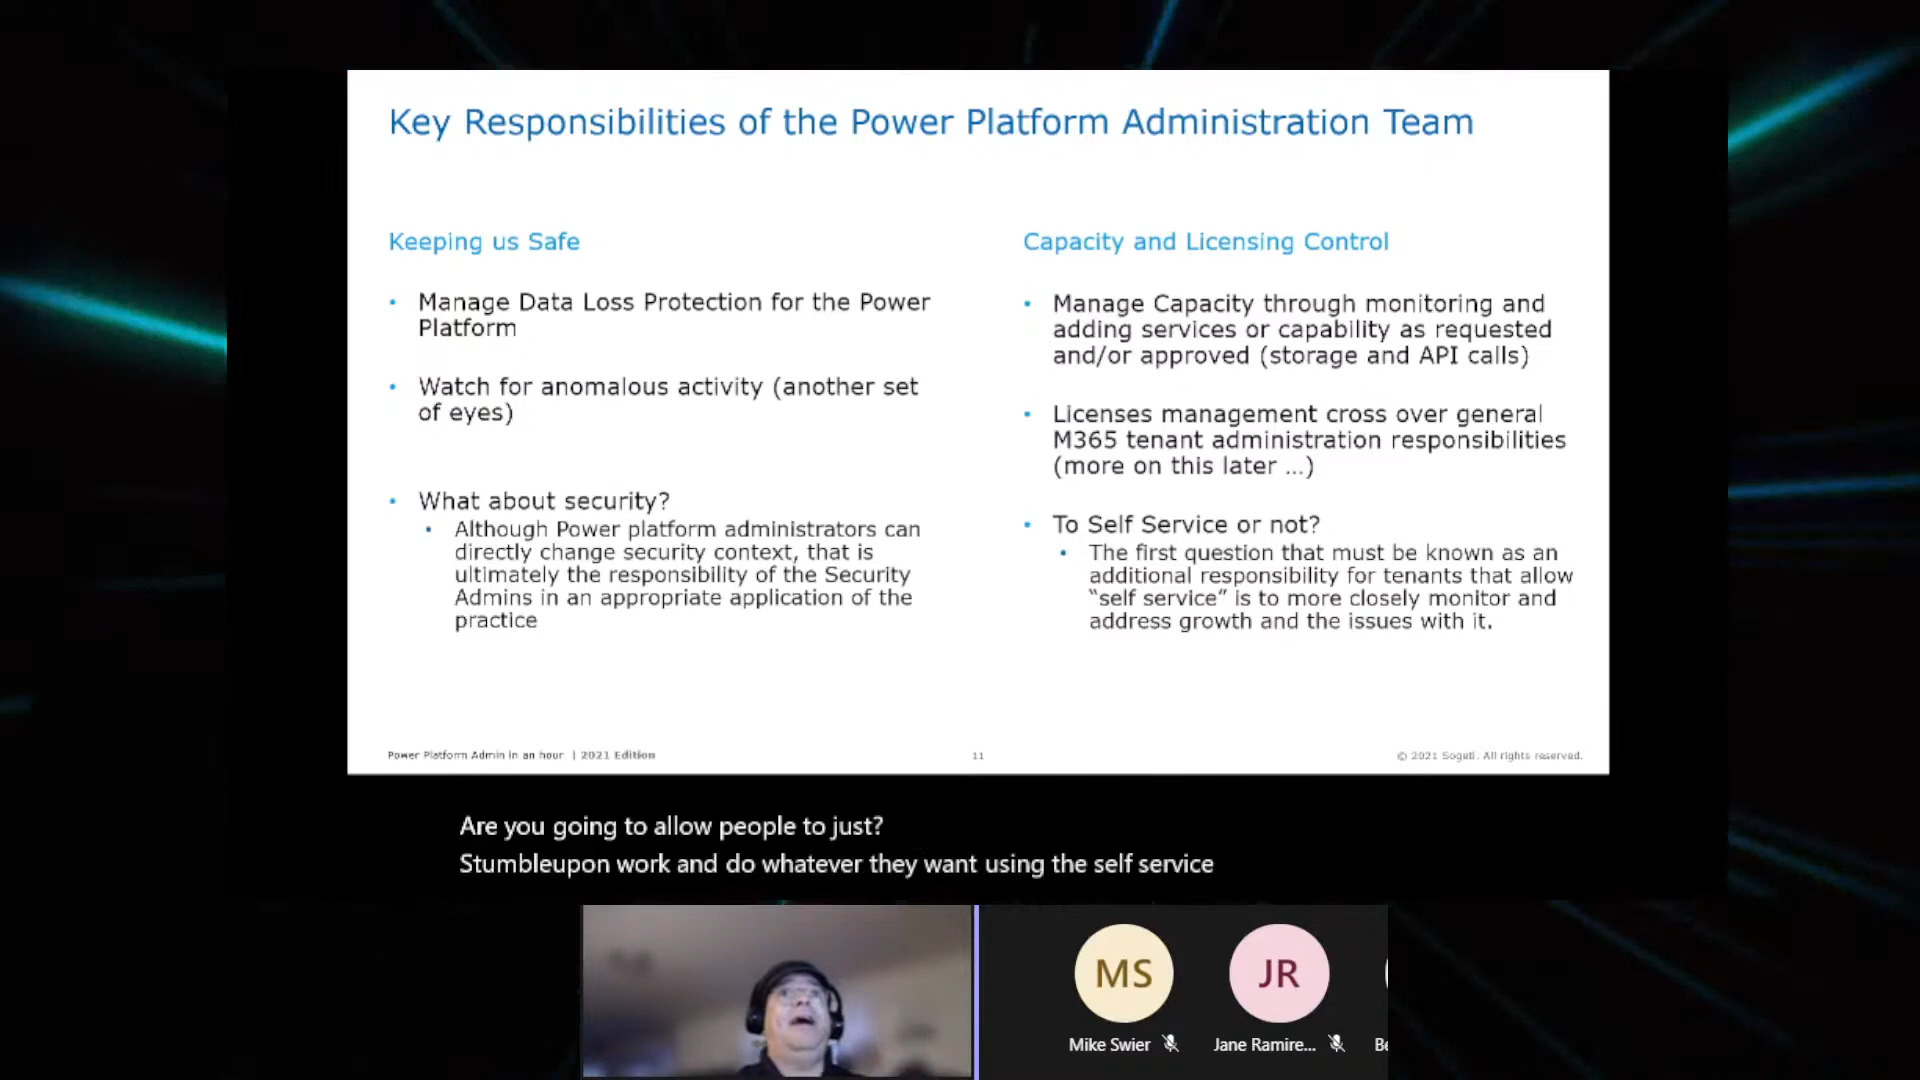 Key Responsibilities of the Power Platform Administration Team
Keeping us Safe
• Manage Data Loss Protection for the Power
Platform
• Watch for anomalous activity (another set
of eyes)
• What about security?
• Although Power platform administrators can
directly change security context, that is
ultimately the responsibility of the Security
Admins in an appropriate application of the
practice
Capacity and Licensing Control
• Manage Capacity through monitoring and
adding services or capability as requested
and/or approved (storage and API calls)
• Licenses management cross over general
M365 tenant administration responsibilities
(more on this later ...)
• To Self Service or not?
• The first question that must be known as an
additional responsibility for tenants that allow
“self service” is to more closely monitor and
address growth and the issues with it.
Power Platform Admin in an hour | 2021 Edition
11
© 2021 Sogeti. All rights reserved.
Are you going to allow people to just?
Stumbleupon work and do whatever they want using the self service
MS
JR
Mike Swier
Jane Ramire...
Be